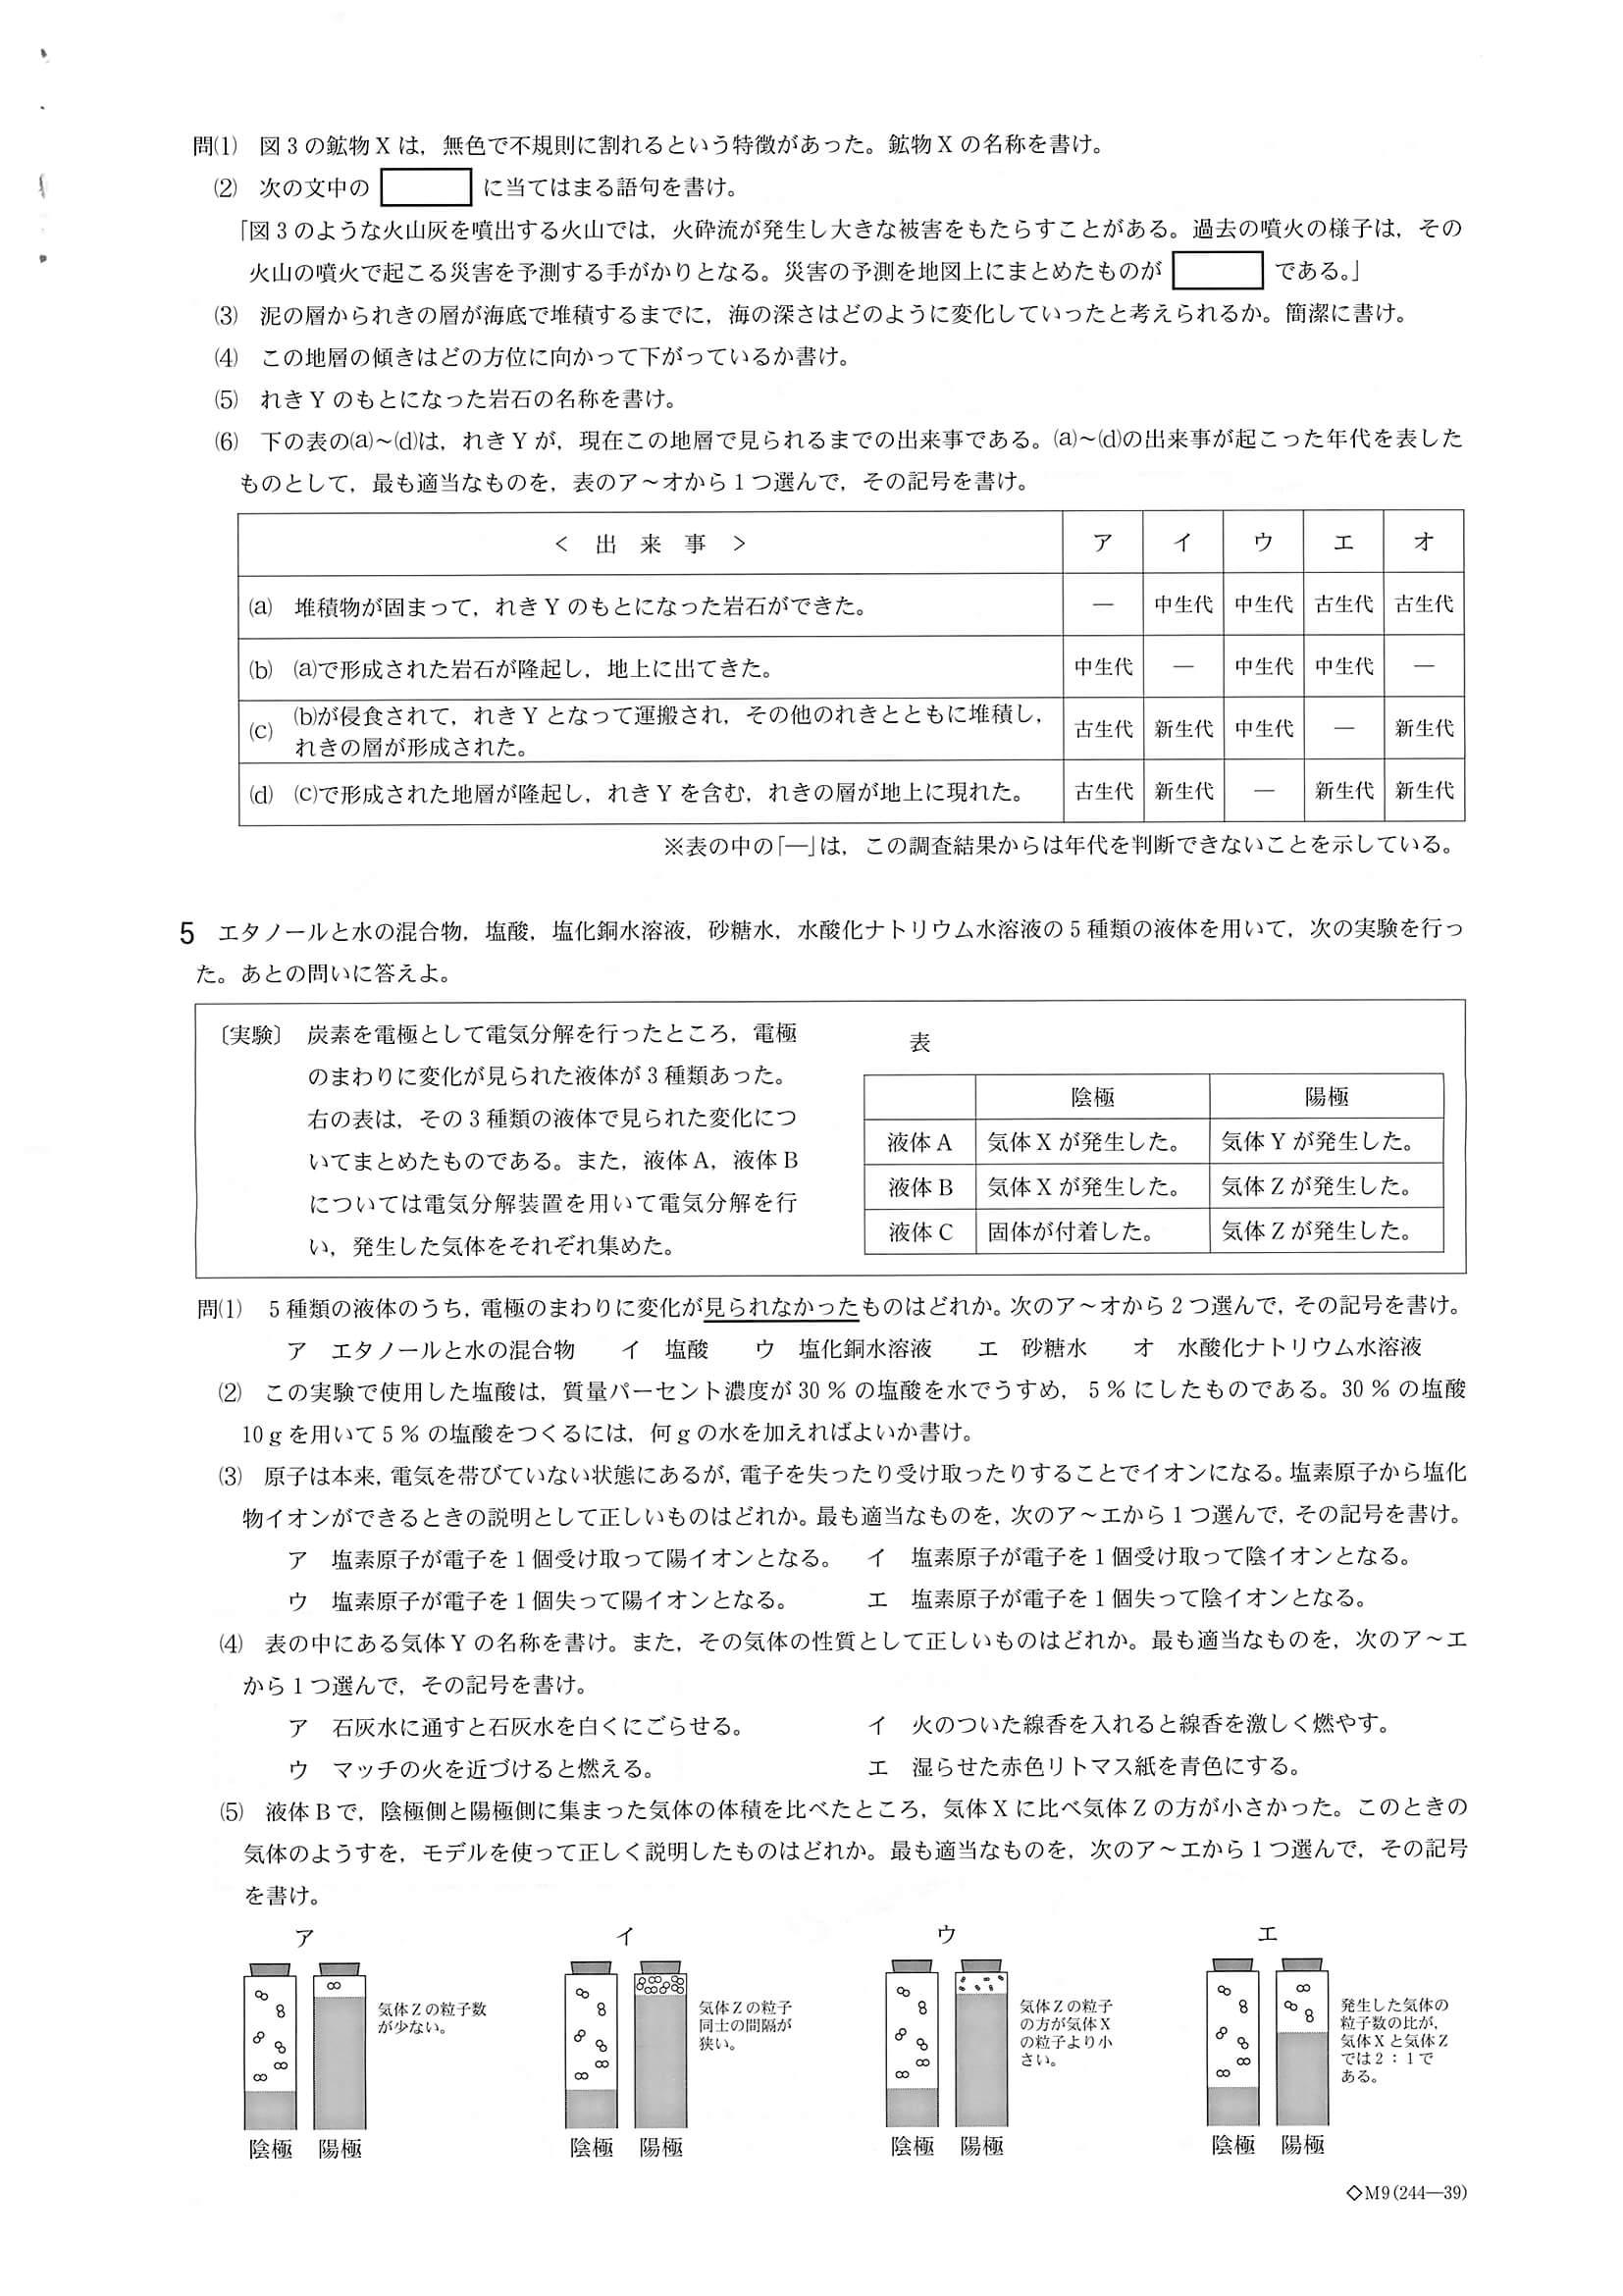 問⑴　図3の鉱物Xは，無色で不規則に割れるという特徴があった。鉱物Xの名称を書け。
⑵　次の文中の　　　に当てはまる語句を書け。
「図3のような火山灰を噴出する火山では，火砕流が発生し大きな被害をもたらすことがある。過去の噴火の様子は，その
火山の噴火で起こる災害を予測する手がかりとなる。災害の予測を地図上にまとめたものが　　　である。」
⑶　泥の層かられきの層が海底で堆積するまでに，海の深さはどのように変化していったと考えられるか。簡潔に書け。
⑷　この地層の傾きはどの方位に向かって下がっているか書け。
⑸　れきYのもとになった岩石の名称を書け。
⑹　下の表の(a)～(d)は，れきYが，現在この地層で見られるまでの出来事である。(a)～(d)の出来事が起こった年代を表した
ものとして，最も適当なものを，表のア～オから1つ選んで，その記号を書け。
＜　出　来　事　＞　ア　イ　ウ　エ　オ
(a)　堆積物が固まって，れきYのもとになった岩石ができた。　―　中生代　中生代　古生代　古生代
(b)　(a)で形成された岩石が隆起し，地上に出てきた。　中生代　―　中生代　中生代　―
(c)　(b)が侵食されて，れきYとなって運搬され，その他のれきとともに堆積し，
れきの層が形成された。　古生代　新生代　中生代　―　新生代
(d)　(c)で形成された地層が隆起し，れきYを含む，れきの層が地上に現れた。　古生代　新生代　―　新生代　新生代
※表の中の「―」は，この調査結果からは年代を判断できないことを示している。
5　エタノールと水の混合物，塩酸，塩化銅水溶液，砂糖水，水酸化ナトリウム水溶液の5種類の液体を用いて，次の実験を行っ
た。あとの問いに答えよ。
〔実験〕　炭素を電極として電気分解を行ったところ，電極
のまわりに変化が見られた液体が3種類あった。
右の表は，その3種類の液体で見られた変化につ
いてまとめたものである。また，液体A，液体B
については電気分解装置を用いて電気分解を行
い，発生した気体をそれぞれ集めた。
表
陰極　陽極
液体A　気体Xが発生した。　気体Yが発生した。
液体B　気体Xが発生した。　気体Zが発生した。
液体C　固体が付着した。　気体Zが発生した。
問⑴　5種類の液体のうち，電極のまわりに変化が見られなかったものはどれか。次のア～オから2つ選んで，その記号を書け。
ア　エタノールと水の混合物　イ　塩酸　ウ　塩化銅水溶液　エ　砂糖水　オ　水酸化ナトリウム水溶液
⑵　この実験で使用した塩酸は，質量パーセント濃度が30％の塩酸を水でうすめ，5％にしたものである。30％の塩酸
10gを用いて5％の塩酸をつくるには，何gの水を加えればよいか書け。
⑶　原子は本来，電気を帯びていない状態にあるが，電子を失ったり受け取ったりすることでイオンになる。塩素原子から塩化
物イオンができるときの説明として正しいものはどれか。最も適当なものを，次のア～エから1つ選んで，その記号を書け。
ア　塩素原子が電子を1個受け取って陽イオンとなる。　イ　塩素原子が電子を1個受け取って陰イオンとなる。
ウ　塩素原子が電子を1個失って陽イオンとなる。　エ　塩素原子が電子を1個失って陰イオンとなる。
⑷　表の中にある気体Yの名称を書け。また，その気体の性質として正しいものはどれか。最も適当なものを，次のア～エ
から1つ選んで，その記号を書け。
ア　石灰水に通すと石灰水を白くにごらせる。　イ　火のついた線香を入れると線香を激しく燃やす。
ウ　マッチの火を近づけると燃える。　エ　湿らせた赤色リトマス紙を青色にする。
⑸　液体Bで，陰極側と陽極側に集まった気体の体積を比べたところ，気体Xに比べ気体Zの方が小さかった。このときの
気体のようすを，モデルを使って正しく説明したものはどれか。最も適当なものを，次のア～エから1つ選んで，その記号
を書け。
ア
気体Zの粒子数
が少ない。
陰極　陽極
イ
気体Zの粒子
同士の間隔が
狭い。
陰極　陽極
ウ
気体Zの粒子
の方が気体X
の粒子より小
さい。
陰極　陽極
エ
発生した気体の
粒子数の比が，
気体Xと気体Z
では2：1で
ある。
陰極　陽極
◇M9(244―39)